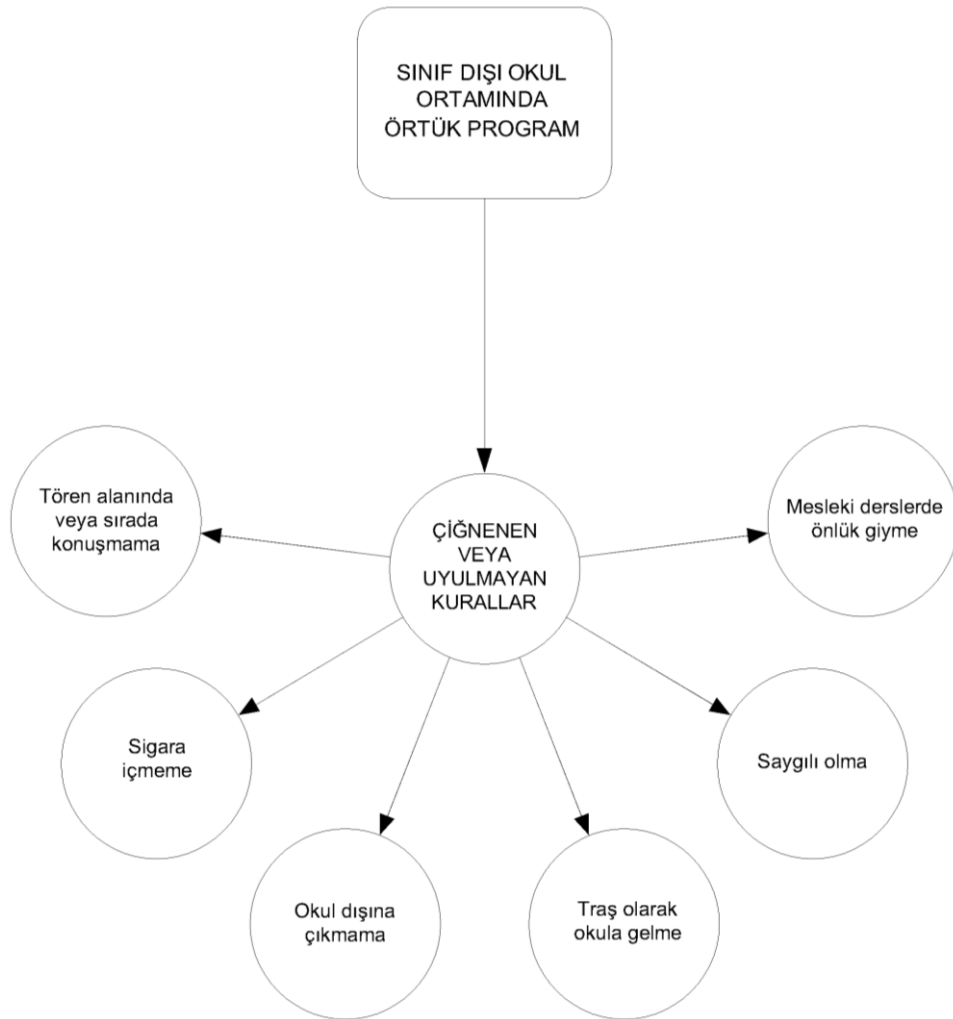 SINIF DIŞI OKUL
ORTAMINDA
ÖRTÜK PROGRAM
Tören alanında
veya sırada
konuşmama
ÇİĞNENEN
VEYA
UYULMAYAN
KURALLAR
Mesleki derslerde
önlük giyme
Sigara
içmeme
Saygılı olma
Okul dışına
çıkmama
Traş olarak
okula gelme